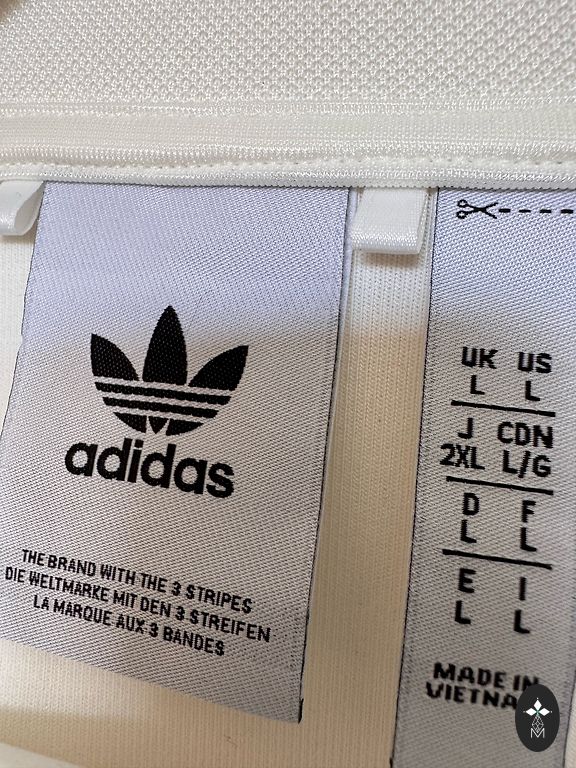 adidas
THE BRAND WITH THE 3 STRIPES
DIE WELTMARKE MIT DEN 3 STREIFEN
LA MARQUE AUX 3 BANDES
UK US
L L
J CDN
2XL L/G
D F
L L
E I
L L
MADE IN
M